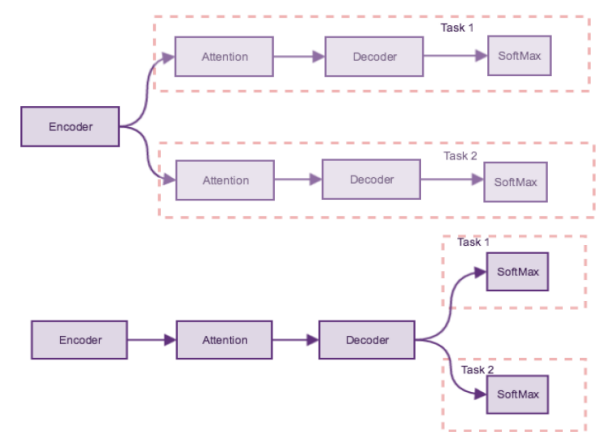 Task 1
Attention
Decoder
SoftMax
Encoder
Task 2
Attention
Decoder
SoftMax
Task 1
SoftMax
Encoder
Attention
Decoder
Task 2
SoftMax